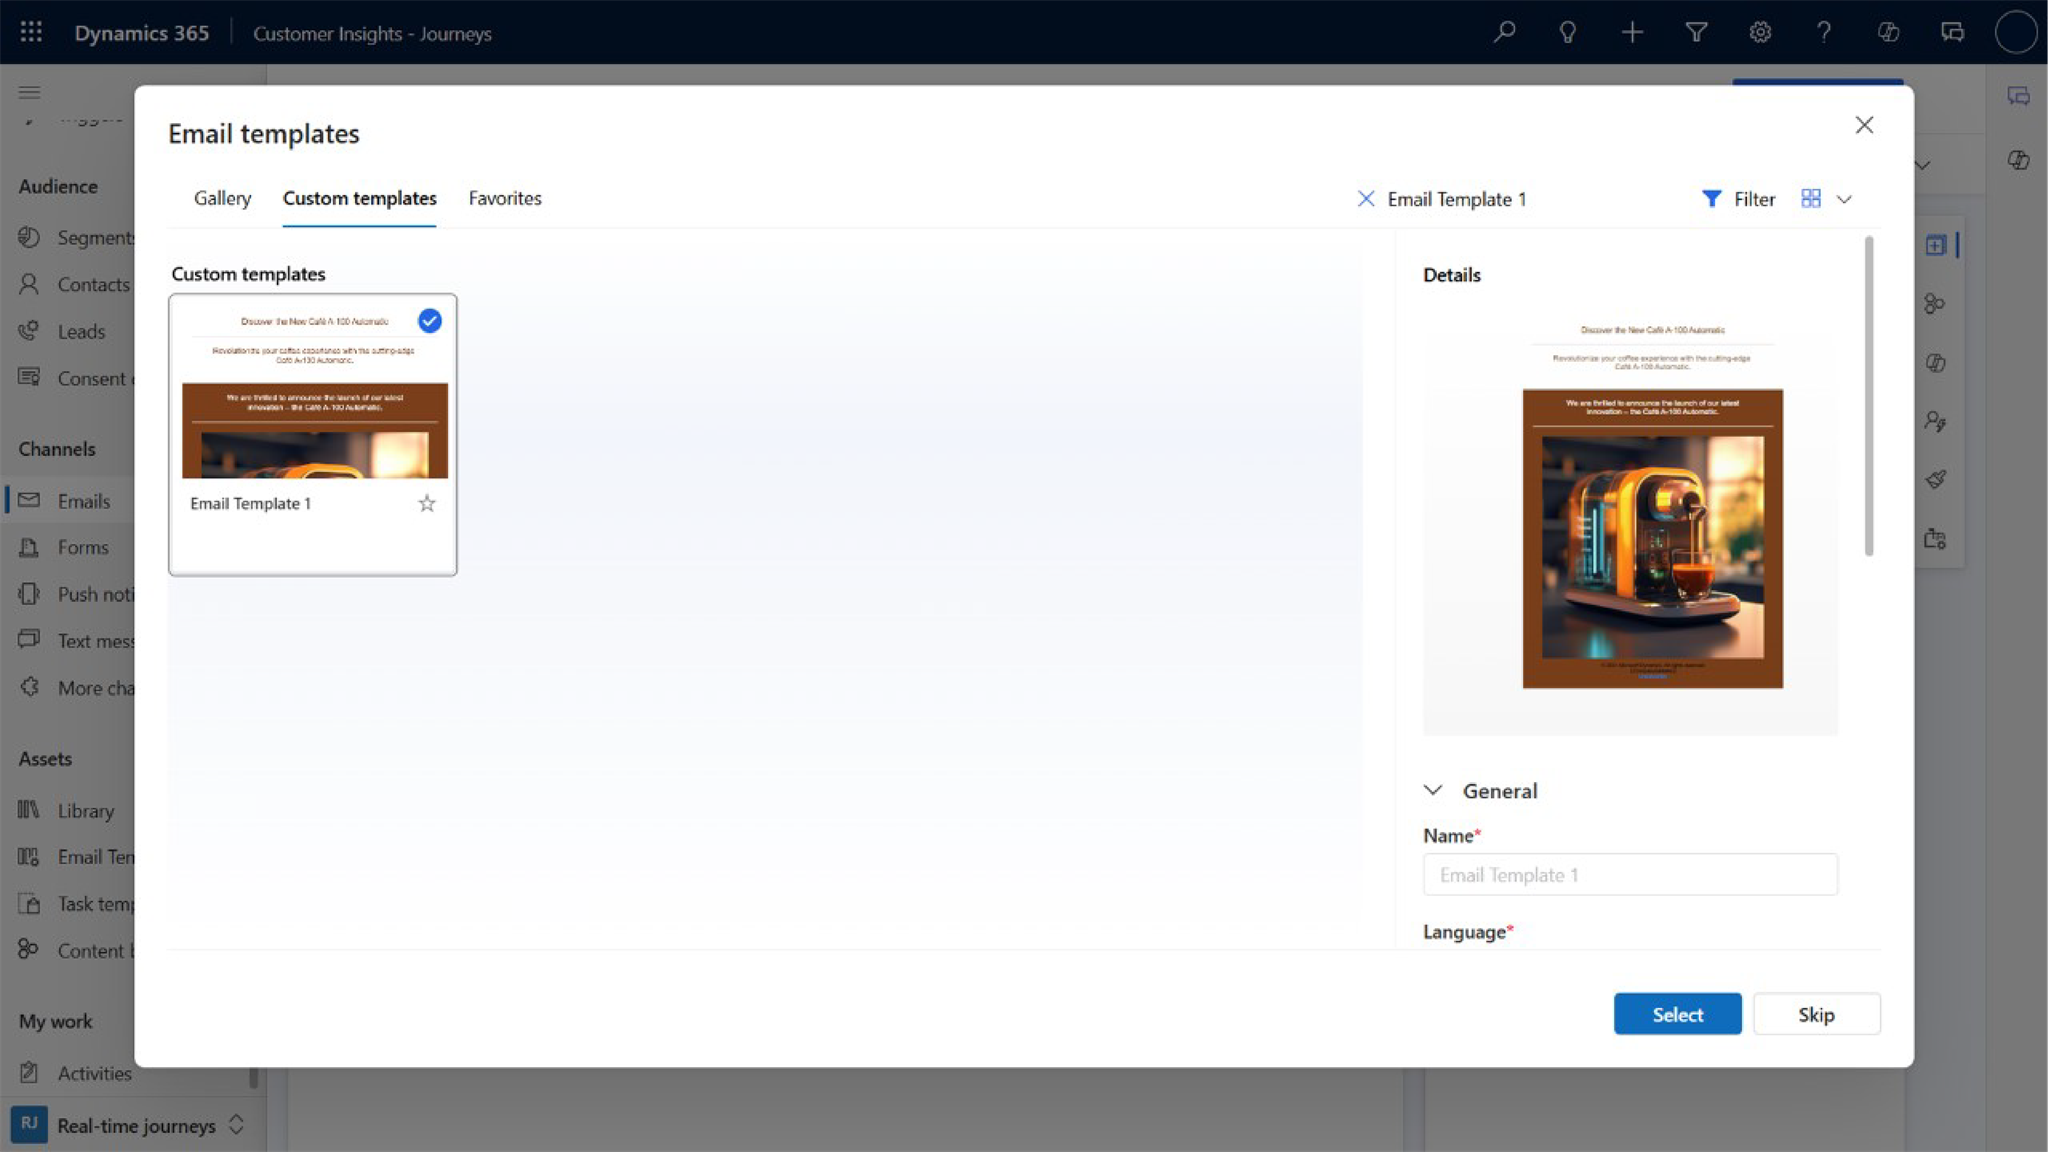 Dynamics 365
Customer Insights - Journeys
Email templates
Gallery
Custom templates
Favorites
Email Template 1
Filter
Audience
Segments
Contacts
Leads
Consent
Channels
Emails
Forms
Push noti
Text mess
More cha
Assets
Library
Email Tem
Task temp
Content b
My work
Activities
RJ
Real-time journeys
Custom templates
Discover the New Café A-100 Automatic
Revolutionize your coffee experience with the cutting-edge
Café A-100 Automatic.
We are thrilled to announce the launch of our latest
innovation – the Café A-100 Automatic.
Email Template 1
Details
Discover the New Café A-100 Automatic
Revolutionize your coffee experience with the cutting-edge
Café A-100 Automatic.
We are thrilled to announce the launch of our latest
innovation – the Café A-100 Automatic.
General
Name*
Email Template 1
Language*
Select
Skip